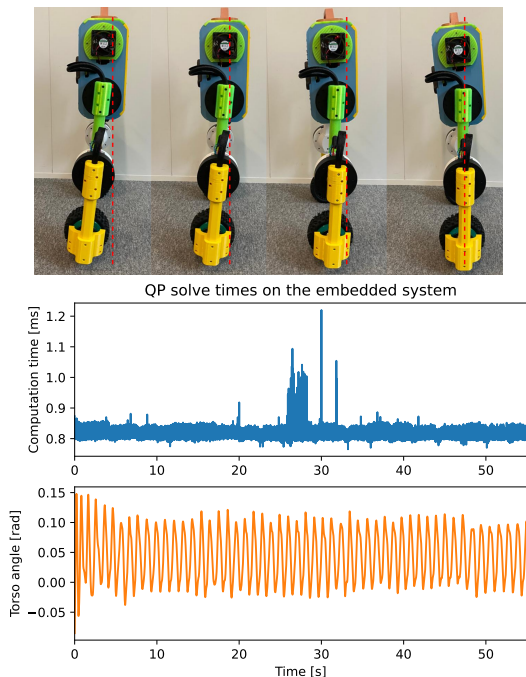 QP solve times on the embedded system
Computation time [ms]
1.2
1.1
1.0
0.9
0.8
0 10 20 30 40 50
Torso angle [rad]
0.15
0.10
0.05
0.00
−0.05
0 10 20 30 40 50
Time [s]